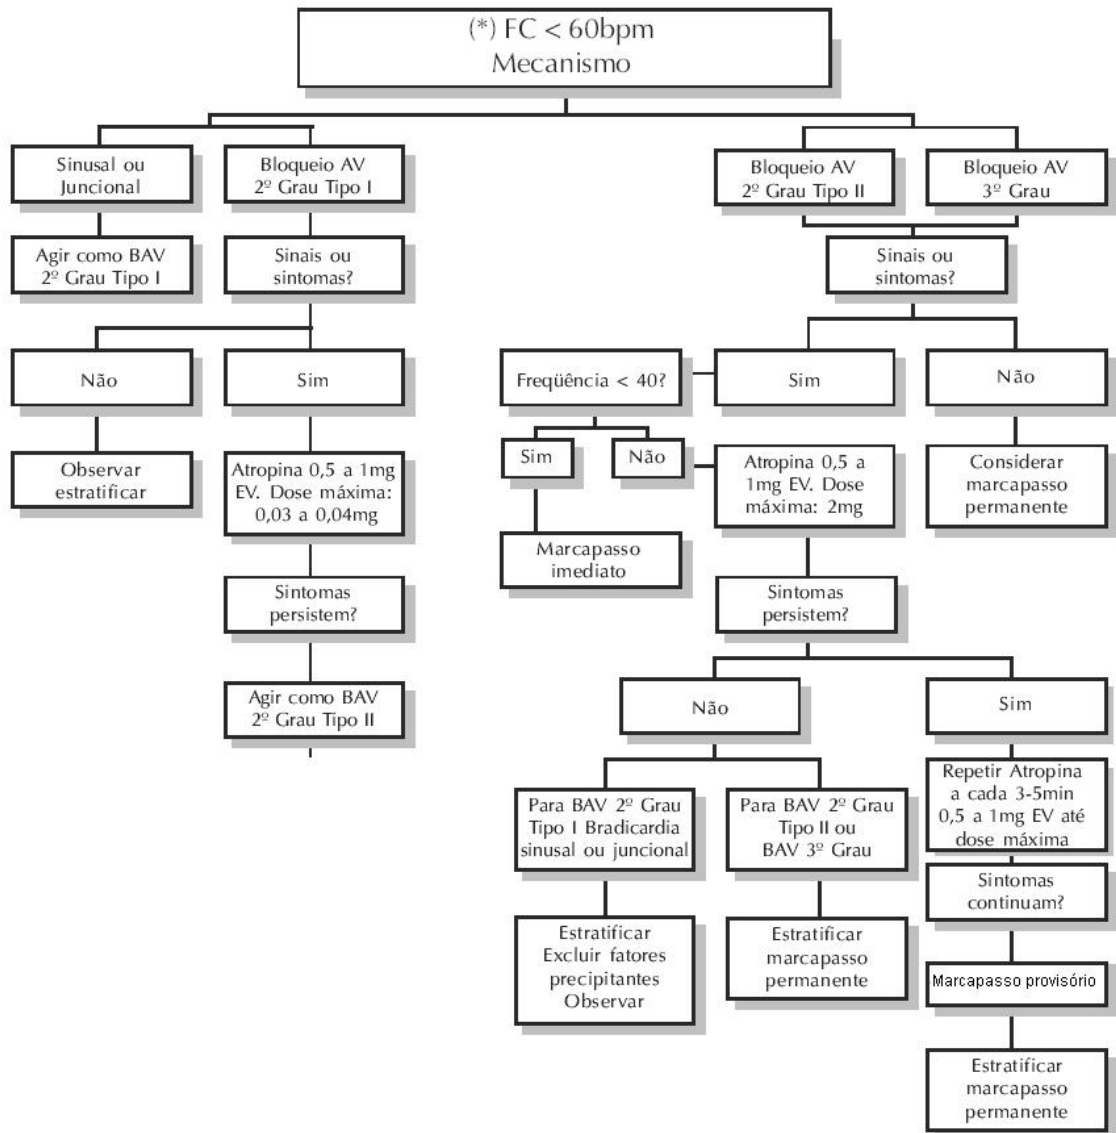 (*) FC < 60bpm
Mecanismo
Sinusal ou
Juncional
Bloqueio AV
2º Grau Tipo I
Bloqueio AV
2º Grau Tipo II
Bloqueio AV
3º Grau
Agir como BAV
2º Grau Tipo I
Sinais ou
sintomas?
Sinais ou
sintomas?
Não
Sim
Freqüência < 40?
Sim
Não
Observar
estratificar
Atropina 0,5 a 1mg
EV. Dose máxima:
0,03 a 0,04mg
Sim
Não
Atropina 0,5 a
1mg EV. Dose
máxima: 2mg
Considerar
marcapasso
permanente
Marcapasso
imediato
Sintomas
persistem?
Sintomas
persistem?
Agir como BAV
2º Grau Tipo II
Não
Sim
Para BAV 2º Grau
Tipo I Bradicardia
sinusal ou juncional
Para BAV 2º Grau
Tipo II ou
BAV 3º Grau
Repetir Atropina
a cada 3-5min
0,5 a 1mg EV até
dose máxima
Sintomas
continuam?
Estratificar
Excluir fatores
precipitantes
Observar
Estratificar
marcapasso
permanente
Marcapasso provisório
Estratificar
marcapasso
permanente